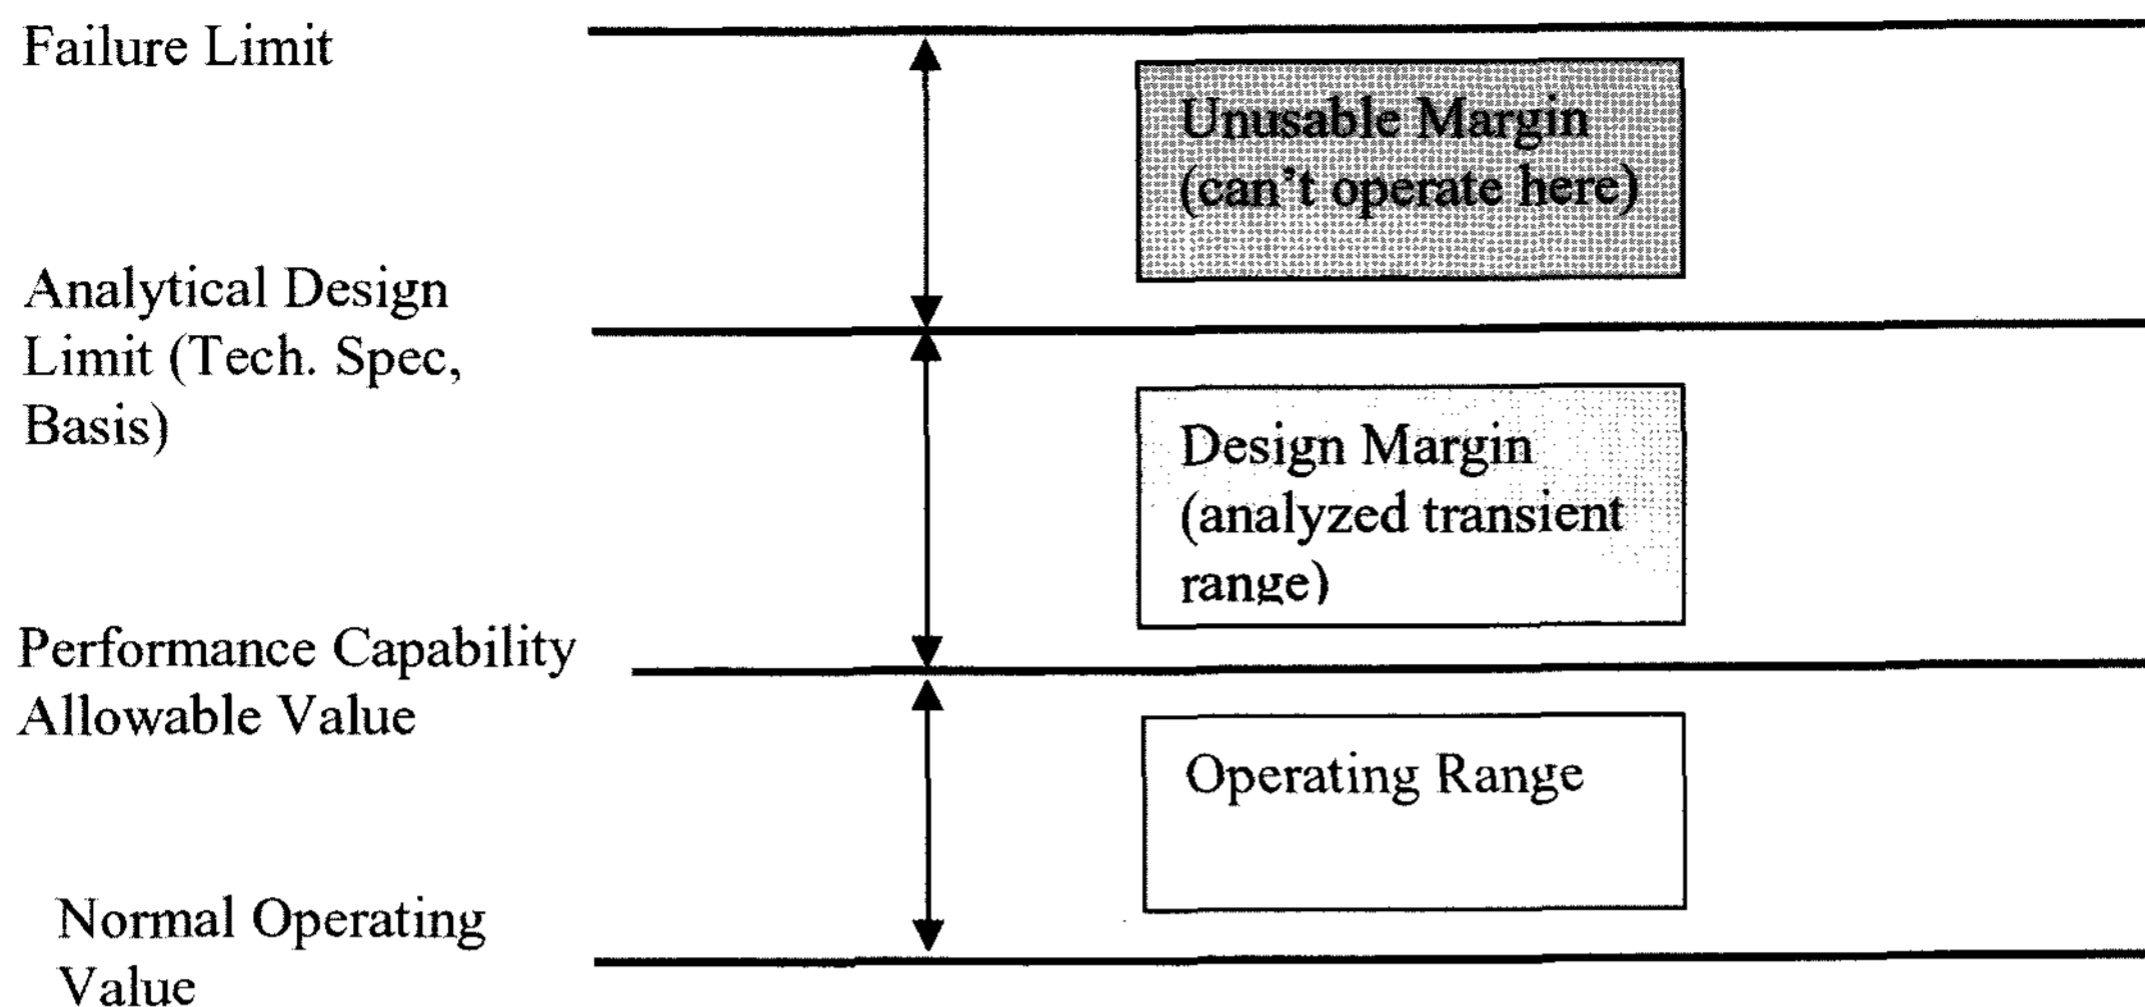 Failure Limit
Unusable Margin
(can't operate here)
Analytical Design
Limit (Tech. Spec,
Basis)
Design Margin
(analyzed transient
range)
Performance Capability
Allowable Value
Operating Range
Normal Operating
Value